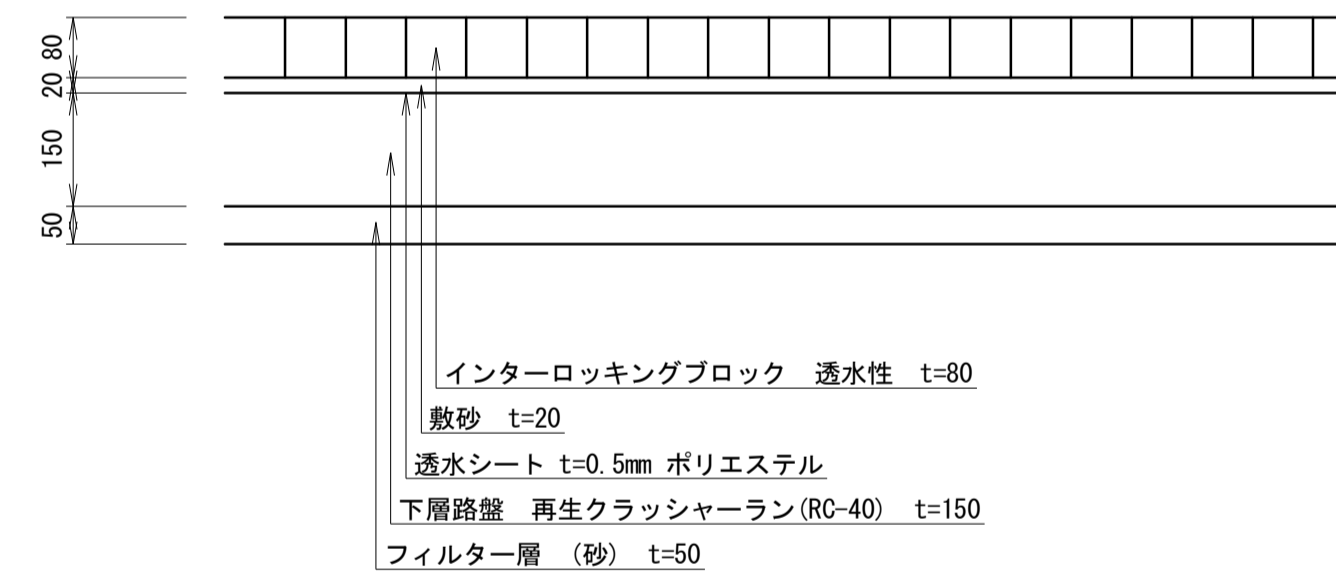 80
20
150
50
インターロッキングブロック　透水性　t=80
敷砂　t=20
透水シート t=0.5mm ポリエステル
下層路盤　再生クラッシャーラン(RC-40)　t=150
フィルター層　（砂）　t=50